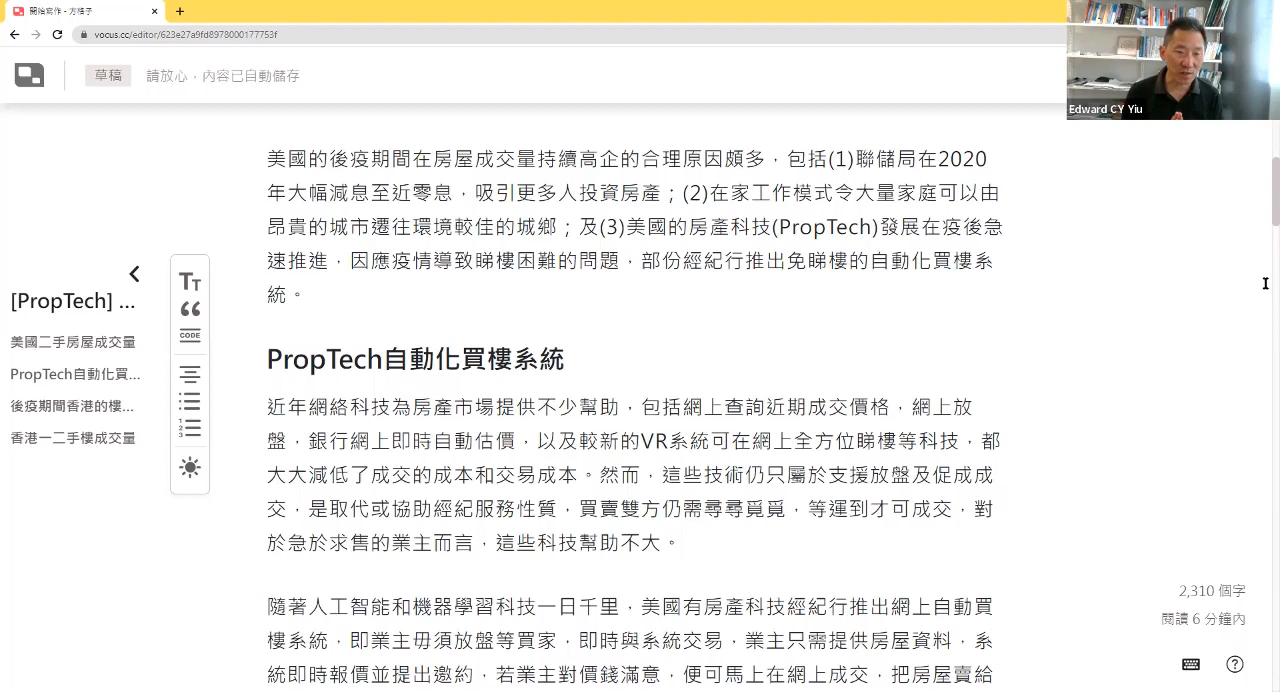 開始寫作 - 方格子
vocus.cc/editor/623e27a9fd8978000177753f
草稿
請放心，內容已自動儲存
Edward CY Yiu
美國的後疫期間在房屋成交量持續高企的合理原因頗多，包括(1)聯儲局在2020
年大幅減息至近零息，吸引更多人投資房產；(2)在家工作模式令大量家庭可以由
昂貴的城市遷往環境較佳的城鄉；及(3)美國的房產科技(PropTech)發展在疫後急
速推進，因應疫情導致睇樓困難的問題，部份經紀行推出免睇樓的自動化買樓系
統。
[PropTech] ...
美國二手房屋成交量
PropTech自動化買...
後疫期間香港的樓...
香港一二手樓成交量
TT
CODE
PropTech自動化買樓系統
近年網絡科技為房產市場提供不少幫助，包括網上查詢近期成交價格，網上放
盤，銀行網上即時自動估價，以及較新的VR系統可在網上全方位睇樓等科技，都
大大減低了成交的成本和交易成本。然而，這些技術仍只屬於支援放盤及促成成
交，是取代或協助經紀服務性質，買賣雙方仍需尋尋覓覓，等運到才可成交，對
於急於求售的業主而言，這些科技幫助不大。
隨著人工智能和機器學習科技一日千里，美國有房產科技經紀行推出網上自動買
樓系統，即業主毋須放盤等買家，即時與系統交易，業主只需提供房屋資料，系
統即時報價並提出邀約，若業主對價錢滿意，便可馬上在網上成交，把房屋賣給
2,310 個字
閱讀 6 分鐘內